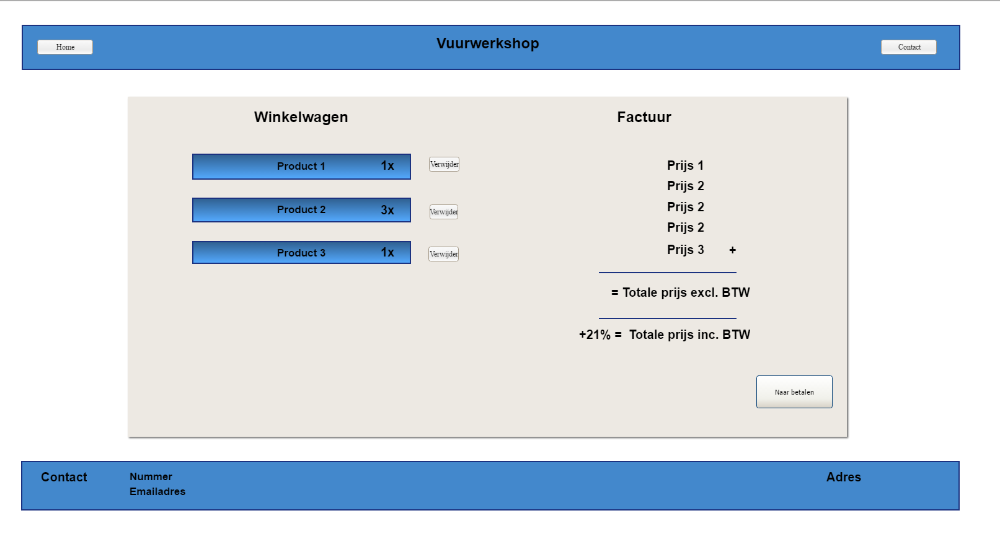 Home
Vuurwerkshop
Contact
Winkelwagen
Factuur
Product 1 1x
Verwijder
Product 2 3x
Verwijder
Product 3 1x
Verwijder
Prijs 1
Prijs 2
Prijs 2
Prijs 2
Prijs 3 +
= Totale prijs excl. BTW
+21% = Totale prijs inc. BTW
Naar betalen
Contact
Nummer
Emailadres
Adres